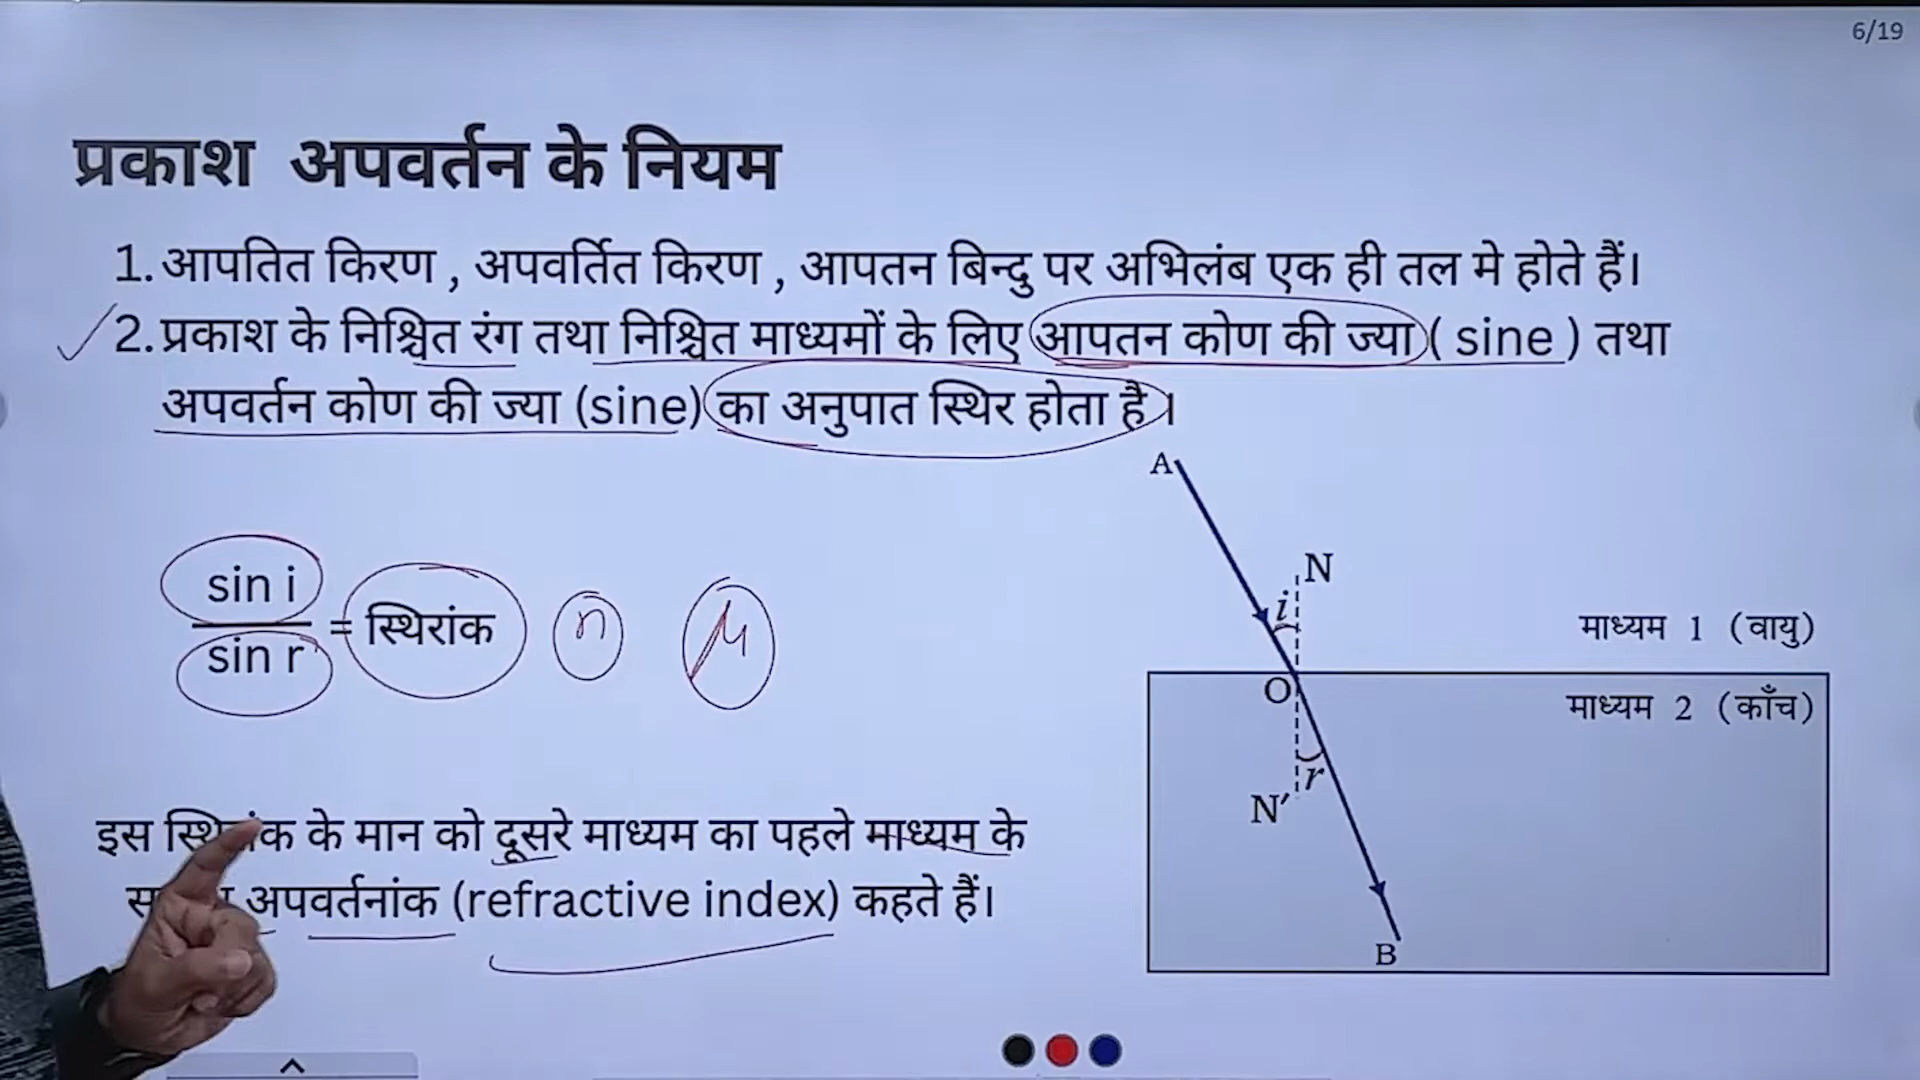 6/19
प्रकाश अपवर्तन के नियम
1. आपतित किरण , अपवर्तित किरण , आपतन बिन्दु पर अभिलंब एक ही तल मे होते हैं।
2. प्रकाश के निश्चित रंग तथा निश्चित माध्यमों के लिए आपतन कोण की ज्या ( sine ) तथा
अपवर्तन कोण की ज्या (sine) का अनुपात स्थिर होता है ।
sin i
sin r
= स्थिरांक n μ
इस के मान को दूसरे माध्यम का पहले माध्यम के
अपवर्तनांक (refractive index) कहते हैं।
A
N
i
माध्यम 1 (वायु)
O
माध्यम 2 (काँच)
r
N′
B